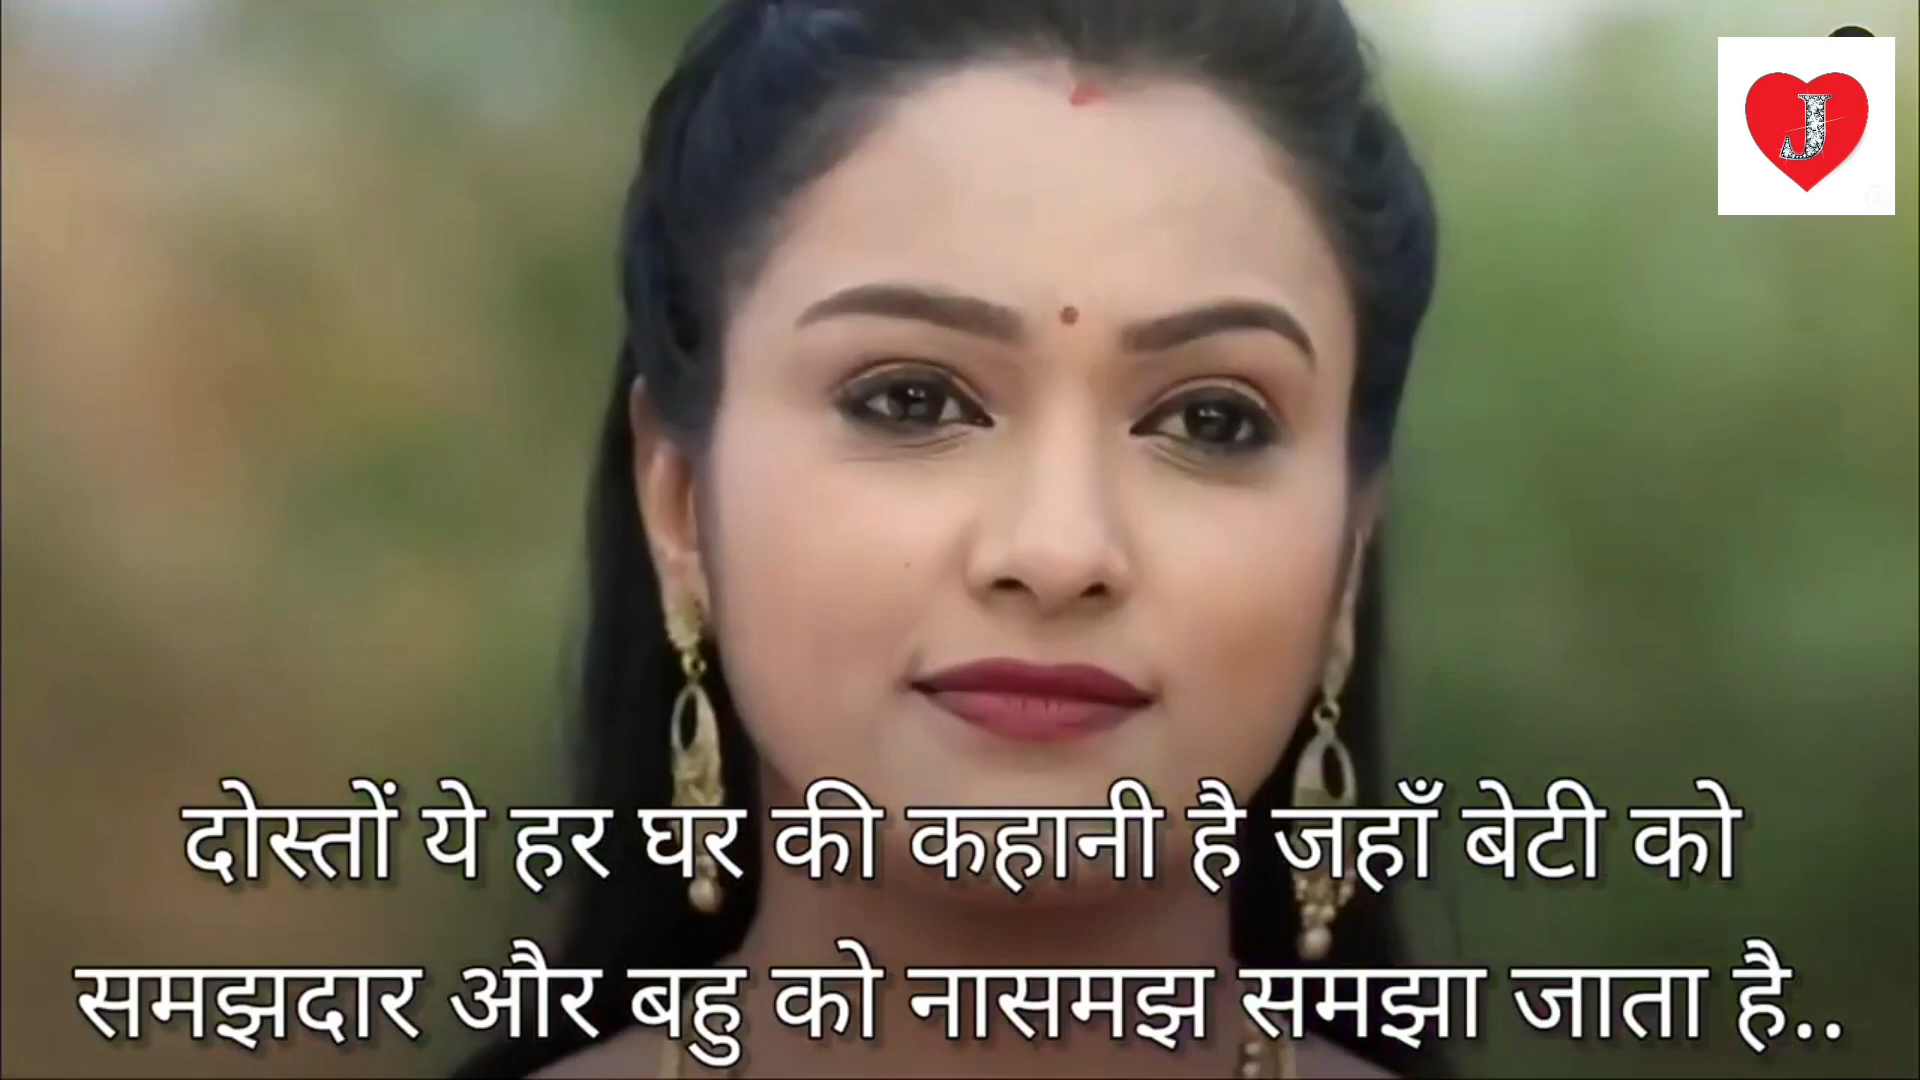 J
दोस्तों ये हर घर की कहानी है जहाँ बेटी को
समझदार और बहु को नासमझ समझा जाता है..